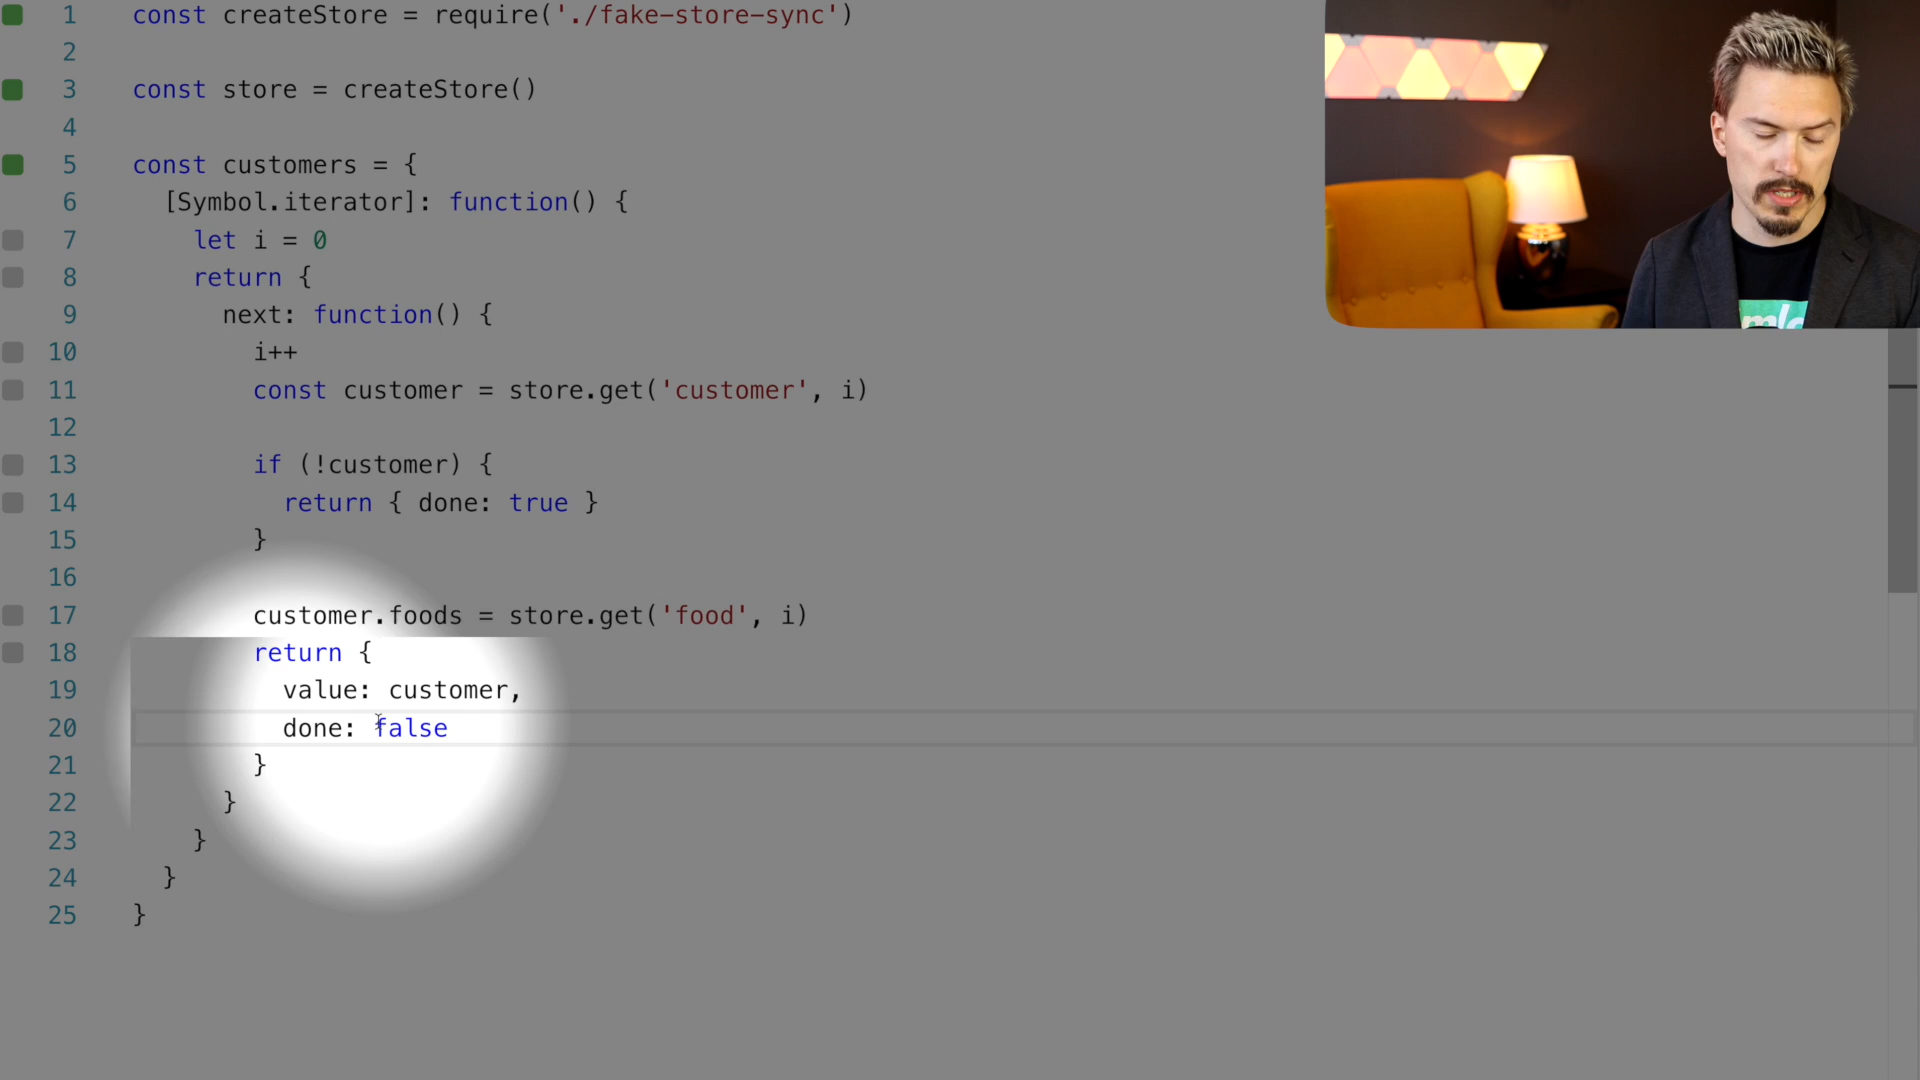 1 const createStore = require('./fake-store-sync')
2
3 const store = createStore()
4
5 const customers = {
6 [Symbol.iterator]: function() {
7 let i = 0
8 return {
9 next: function() {
10 i++
11 const customer = store.get('customer', i)
12
13 if (!customer) {
14 return { done: true }
15 }
16
17 customer.foods = store.get('food', i)
18 return {
19 value: customer,
20 done: false
21 }
22 }
23 }
24 }
25 }